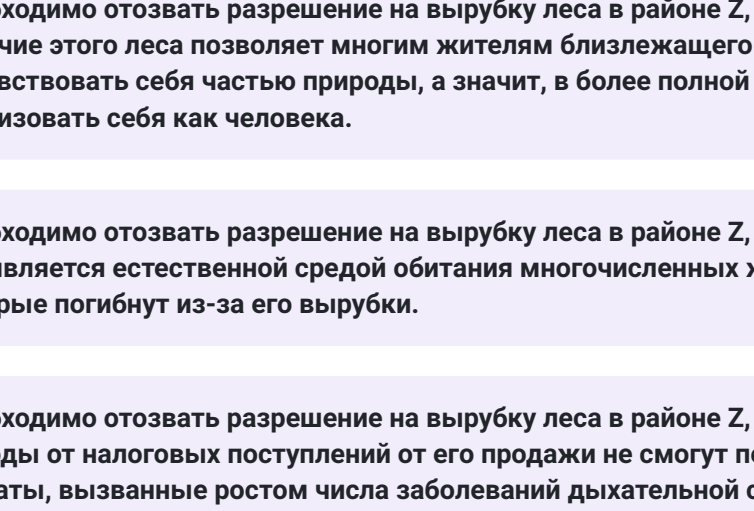 ходимо отозвать разрешение на вырубку леса в районе Z,
чие этого леса позволяет многим жителям близлежащего
вствовать себя частью природы, а значит, в более полной
изовать себя как человека.
ходимо отозвать разрешение на вырубку леса в районе Z,
вляется естественной средой обитания многочисленных
рые погибнут из-за его вырубки.
ходимо отозвать разрешение на вырубку леса в районе Z,
ды от налоговых поступлений от его продажи не смогут
аты, вызванные ростом числа заболеваний дыхательной